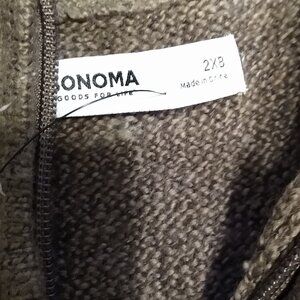 ONOMA
GOODS FOR LIFE
2XB
Made in China